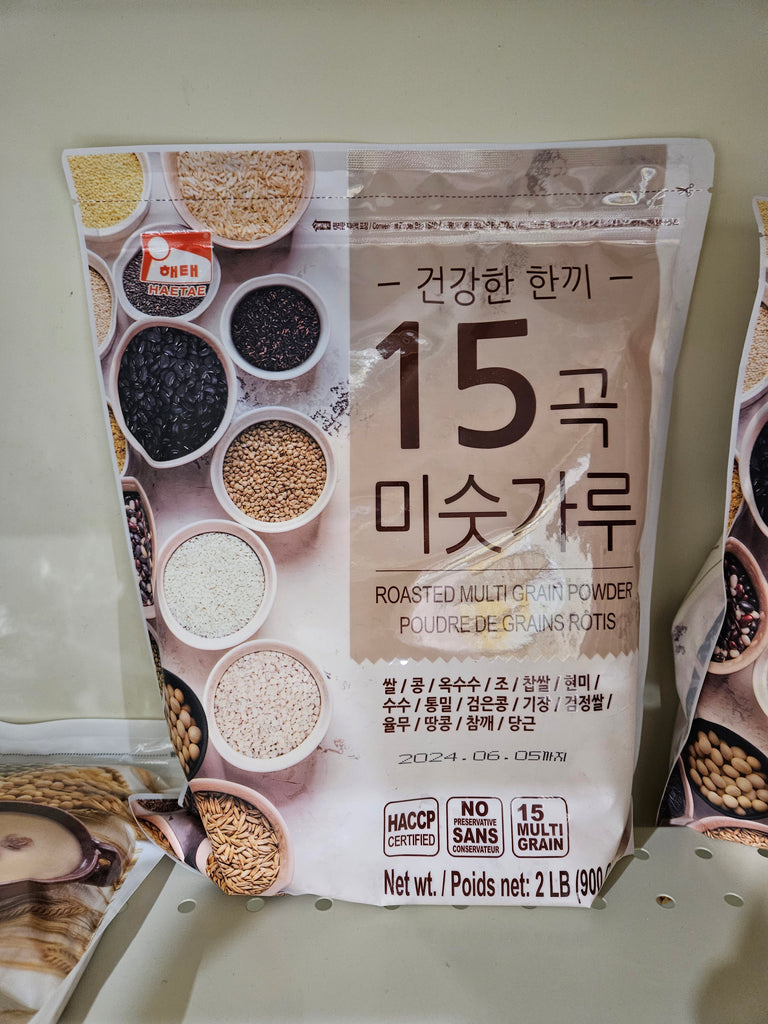 해태
HAETAE
- 건강한 한끼 -
15곡
미숫가루
ROASTED MULTI GRAIN POWDER
POUDRE DE GRAINS RÔTIS
쌀 / 콩 / 옥수수 / 조 / 찹쌀 / 현미 /
수수 / 통밀 / 검은콩 / 기장 / 검정쌀 /
율무 / 땅콩 / 참깨 / 당근
2024.06.05까지
HACCP
CERTIFIED
NO
PRESERVATIVE
SANS
CONSERVATEUR
15
MULTI
GRAIN
Net wt. / Poids net: 2 LB (900